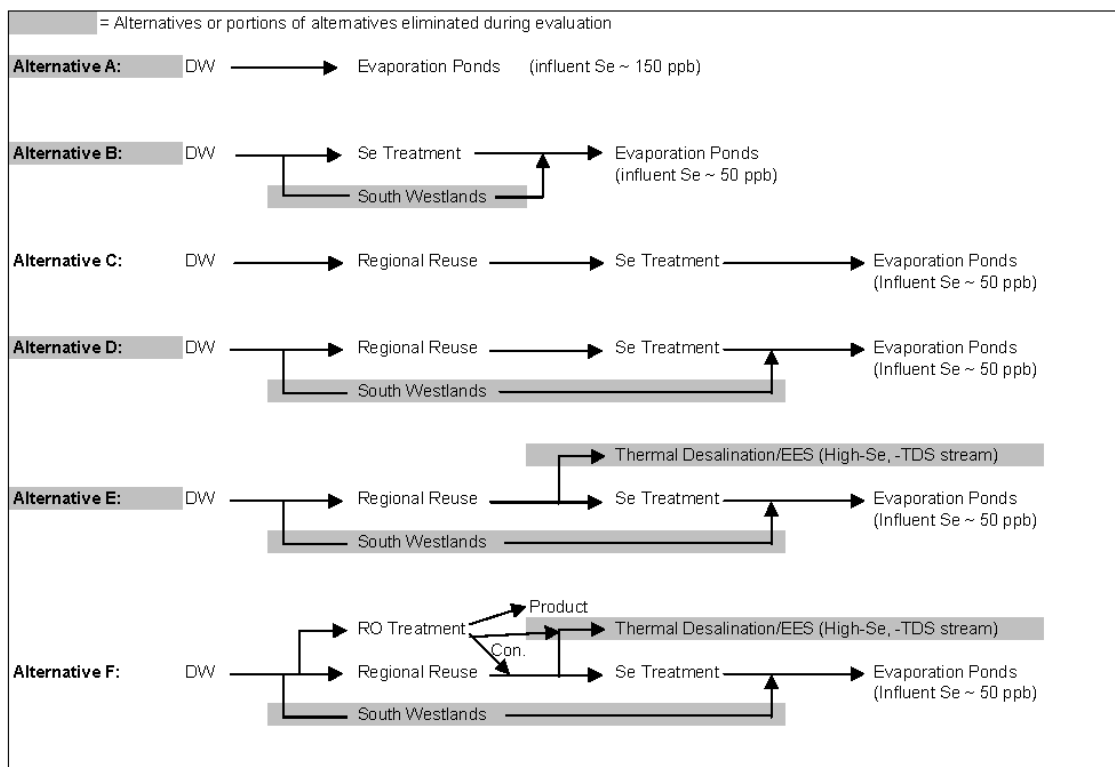 = Alternatives or portions of alternatives eliminated during evaluation
Alternative A: DW Evaporation Ponds (influent Se ~ 150 ppb)
Alternative B: DW Se Treatment Evaporation Ponds
(influent Se ~ 50 ppb)
South Westlands
Alternative C: DW Regional Reuse Se Treatment Evaporation Ponds
(Influent Se ~ 50 ppb)
Alternative D: DW Regional Reuse Se Treatment Evaporation Ponds
(Influent Se ~ 50 ppb)
South Westlands
Thermal Desalination/EES (High-Se, -TDS stream)
Alternative E: DW Regional Reuse Se Treatment Evaporation Ponds
(Influent Se ~ 50 ppb)
South Westlands
Product
RO Treatment Thermal Desalination/EES (High-Se, -TDS stream)
Con.
Alternative F: DW Regional Reuse Se Treatment Evaporation Ponds
(Influent Se ~ 50 ppb)
South Westlands